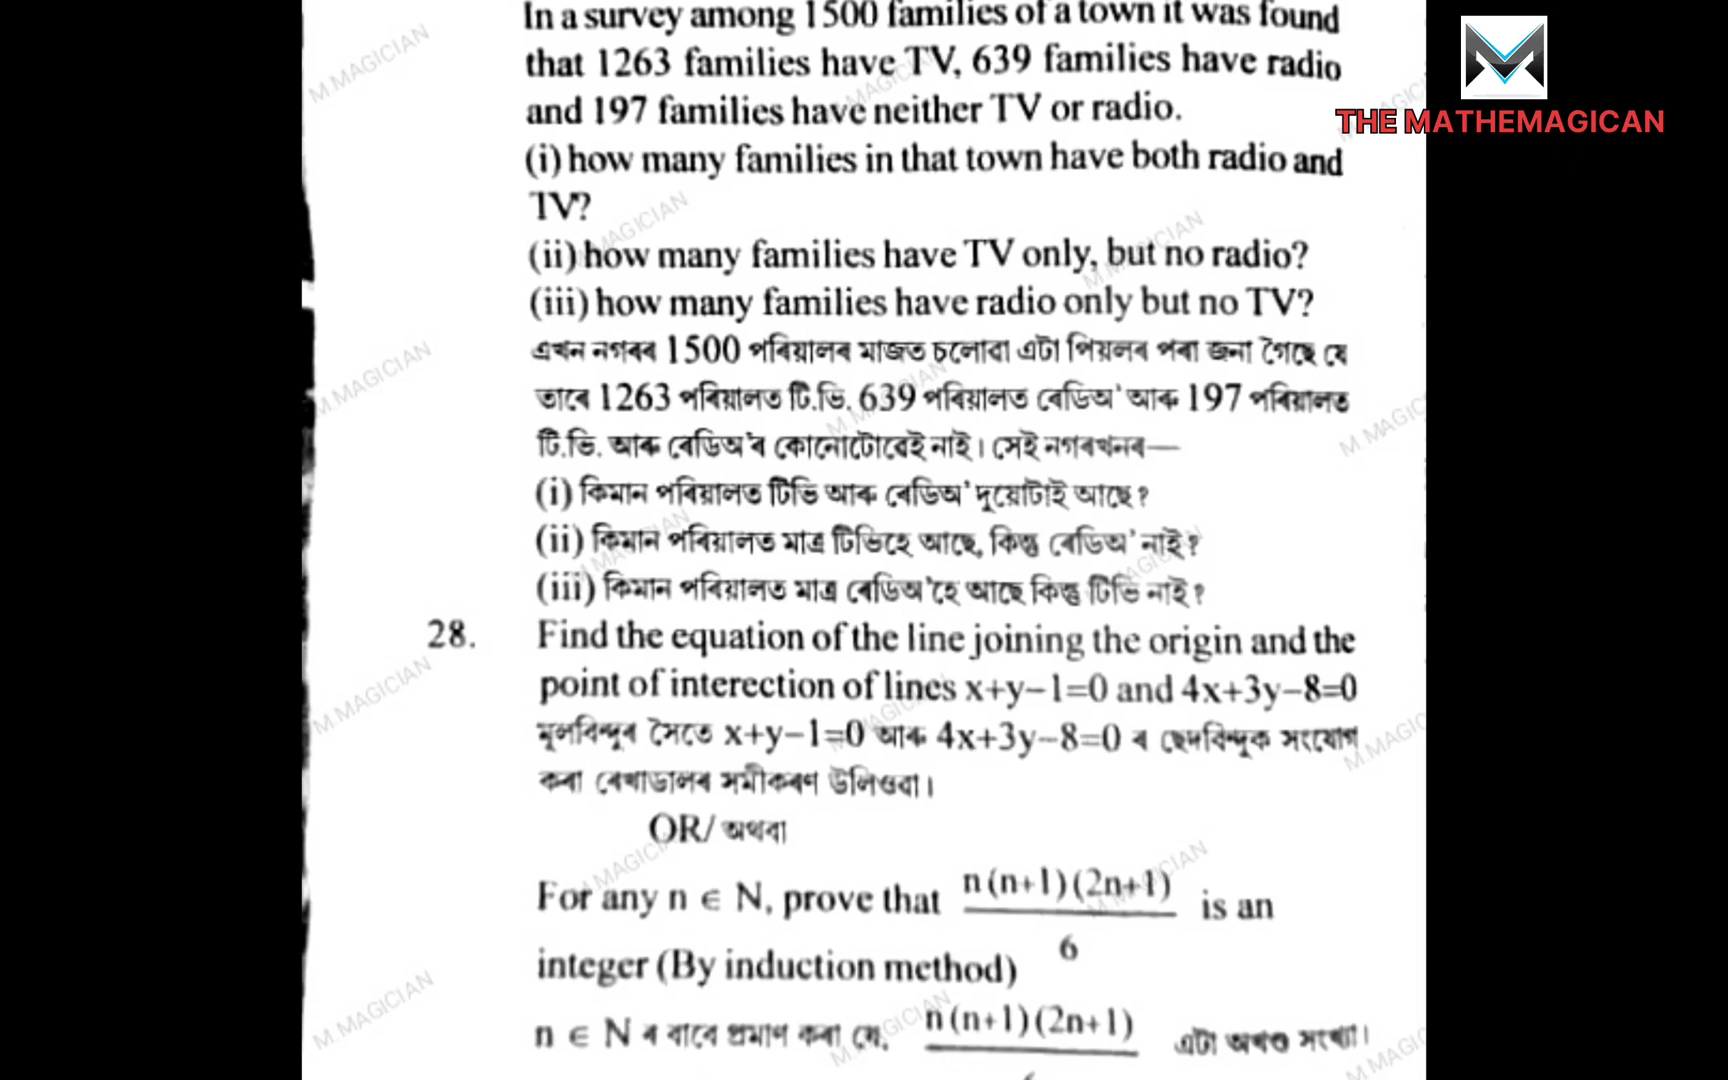 In a survey among 1500 families of a town it was found
that 1263 families have TV, 639 families have radio
and 197 families have neither TV or radio.
(i) how many families in that town have both radio and
TV?
(ii) how many families have TV only, but no radio?
(iii) how many families have radio only but no TV?
এখন নগৰৰ 1500 পৰিয়ালৰ মাজত চলোৱা এটা পিয়লৰ পৰা জনা গৈছে যে
তাৰে 1263 পৰিয়ালত টি.ভি. 639 পৰিয়ালত ৰেডিঅ' আৰু 197 পৰিয়ালত
টি.ভি. আৰু ৰেডিঅ'ৰ কোনোটোৱেই নাই। সেই নগৰখনৰ—
(i) কিমান পৰিয়ালত টিভি আৰু ৰেডিঅ' দুয়োটাই আছে?
(ii) কিমান পৰিয়ালত মাত্ৰ টিভিহে আছে, কিন্তু ৰেডিঅ' নাই?
(iii) কিমান পৰিয়ালত মাত্ৰ ৰেডিঅ'হে আছে কিন্তু টিভি নাই?
28. Find the equation of the line joining the origin and the
point of interection of lines x+y−1=0 and 4x+3y−8=0
মূলবিন্দুৰ সৈতে x+y−1=0 আৰু 4x+3y−8=0 ৰ ছেদবিন্দুক সংযোগ
কৰা ৰেখাডালৰ সমীকৰণ উলিওৱা।
OR/ অথবা
For any n ∈ N, prove that n(n+1)(2n+1) is an
6
integer (By induction method)
n ∈ N ৰ বাবে প্ৰমাণ কৰা যে, n(n+1)(2n+1) এটা অখণ্ড সংখ্যা।
THE MATHEMAGICAN
M.MAGICIAN